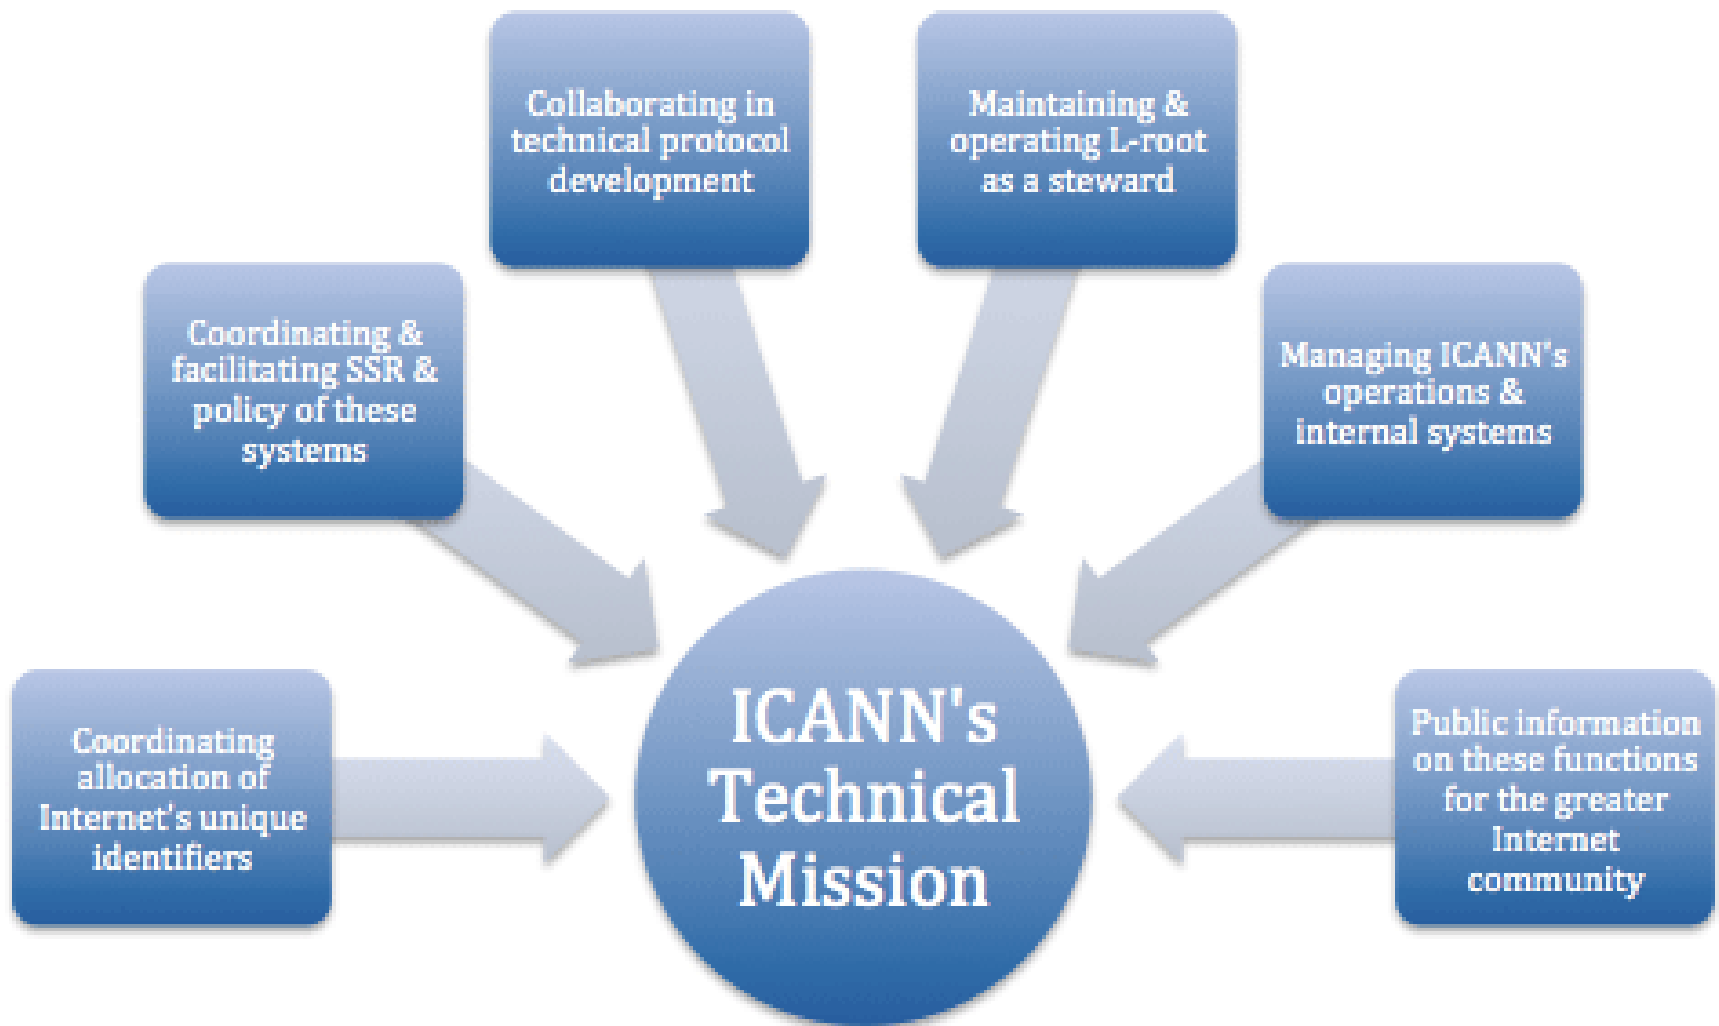 Collaborating in
technical protocol
development
Maintaining &
operating L-root
as a steward
Coordinating &
facilitating SSR &
policy of these
systems
Managing ICANN's
operations &
internal systems
Coordinating
allocation of
Internet's unique
identifiers
ICANN's
Technical
Mission
Public information
on these functions
for the greater
Internet
community